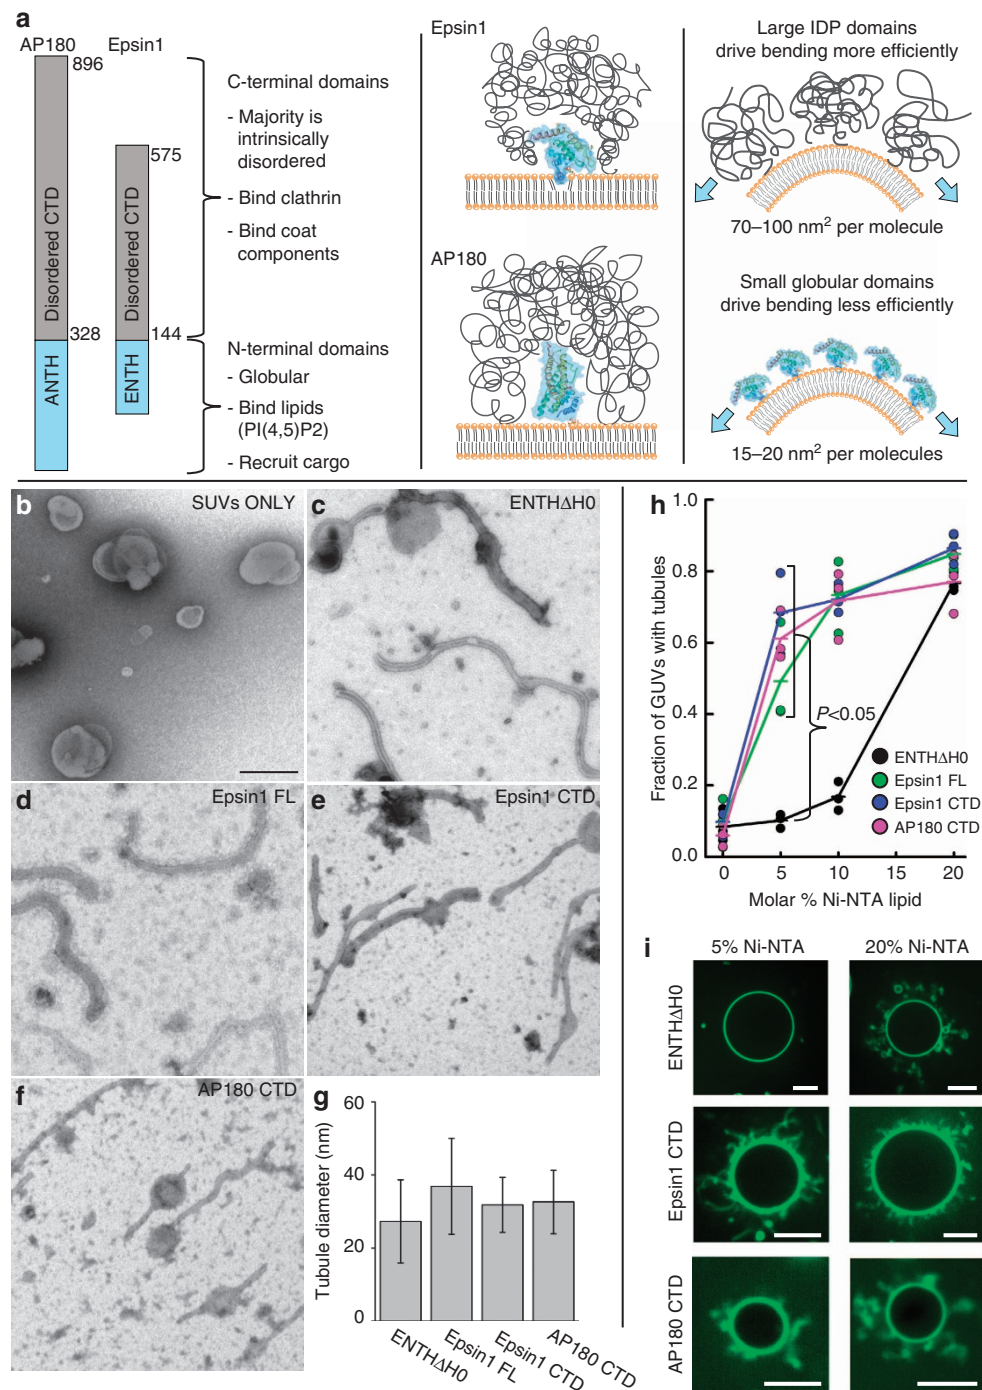 a
AP180
Epsin1
896
575
Disordered CTD
Disordered CTD
328
144
ANTH
ENTH
C-terminal domains
- Majority is
intrinsically
disordered
- Bind clathrin
- Bind coat
components
N-terminal domains
- Globular
- Bind lipids
(PI(4,5)P2)
- Recruit cargo
Epsin1
AP180
Large IDP domains
drive bending more efficiently
70–100 nm² per molecule
Small globular domains
drive bending less efficiently
15–20 nm² per molecules
b
SUVs ONLY
c
ENTHΔH0
d
Epsin1 FL
e
Epsin1 CTD
f
AP180 CTD
g
Tubule diameter (nm)
60
40
20
0
ENTHΔH0
Epsin1 FL
Epsin1 CTD
AP180 CTD
h
Fraction of GUVs with tubules
1.0
0.8
0.6
0.4
0.2
0.0
P<0.05
ENTHΔH0
Epsin1 FL
Epsin1 CTD
AP180 CTD
0 5 10 15 20
Molar % Ni-NTA lipid
i
5% Ni-NTA
20% Ni-NTA
ENTHΔH0
Epsin1 CTD
AP180 CTD